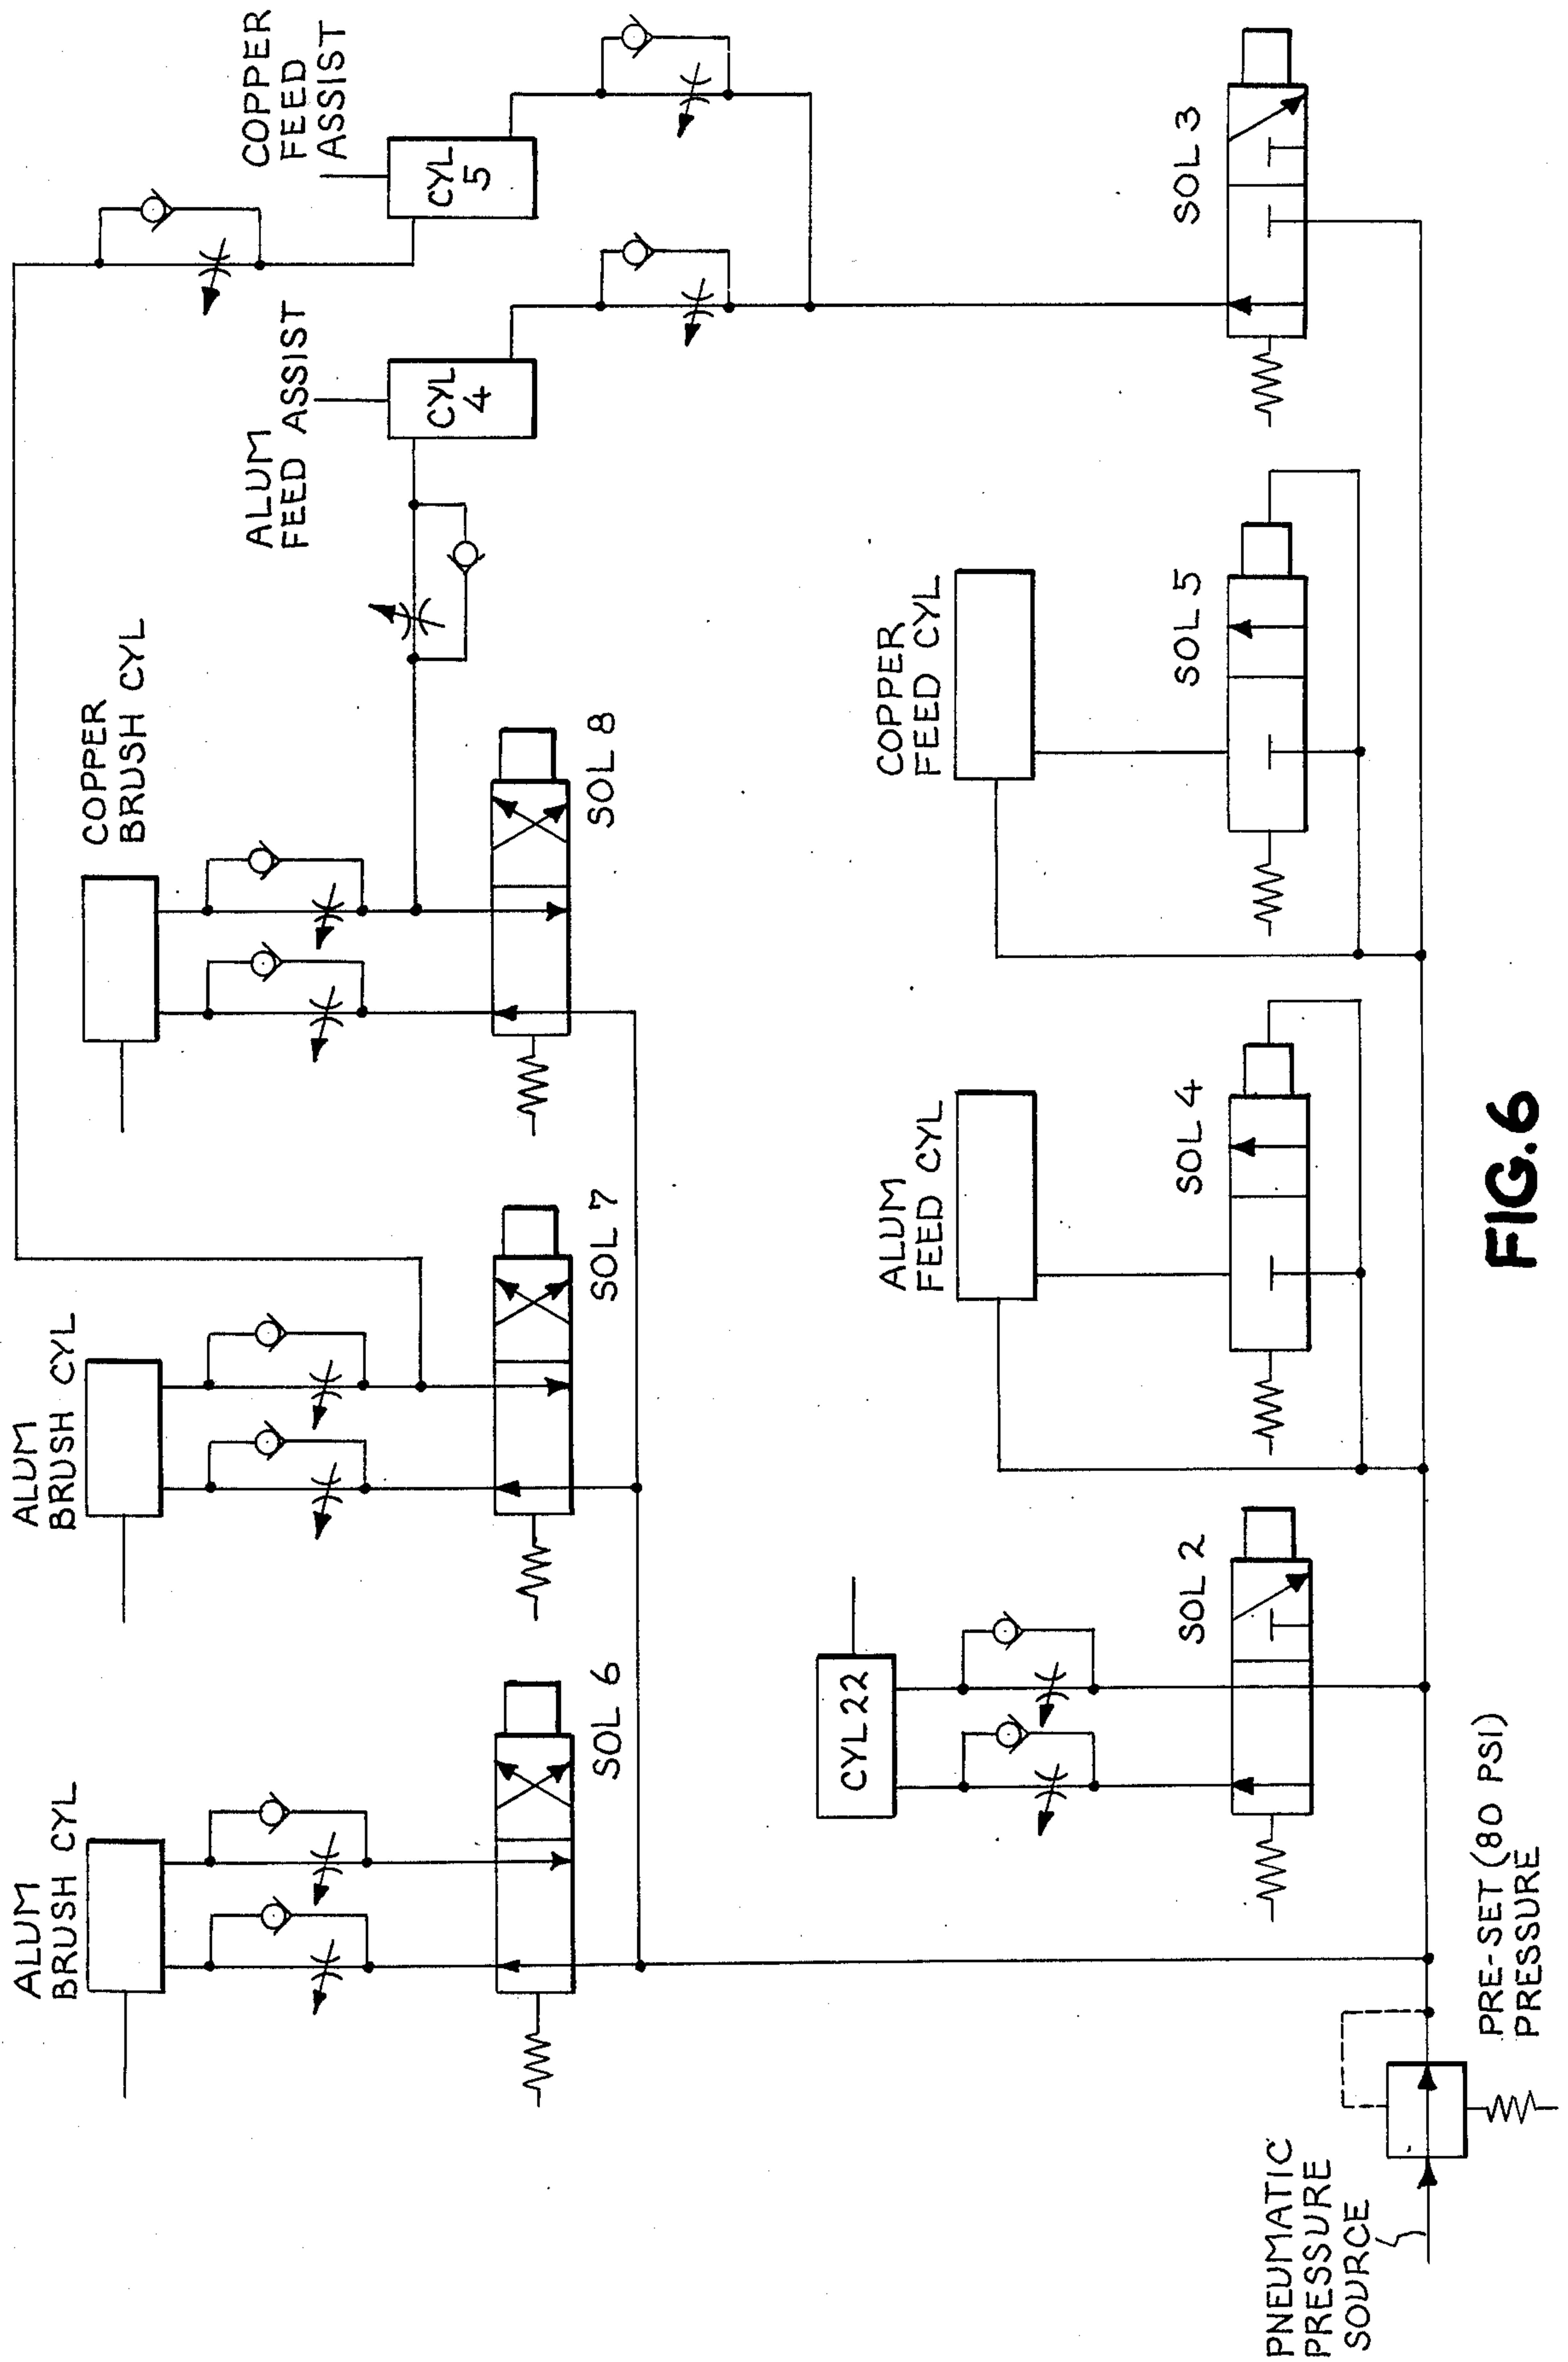 ALUM
BRUSH CYL
SOL 6
ALUM
BRUSH CYL
SOL 7
COPPER
BRUSH CYL
SOL 8
ALUM
FEED ASSIST
CYL
4
COPPER
FEED
ASSIST
CYL
5
CYL 22
SOL 2
ALUM
FEED CYL
SOL 4
COPPER
FEED CYL
SOL 5
SOL 3
PNEUMATIC
PRESSURE
SOURCE
PRE-SET (80 PSI)
PRESSURE
FIG. 6